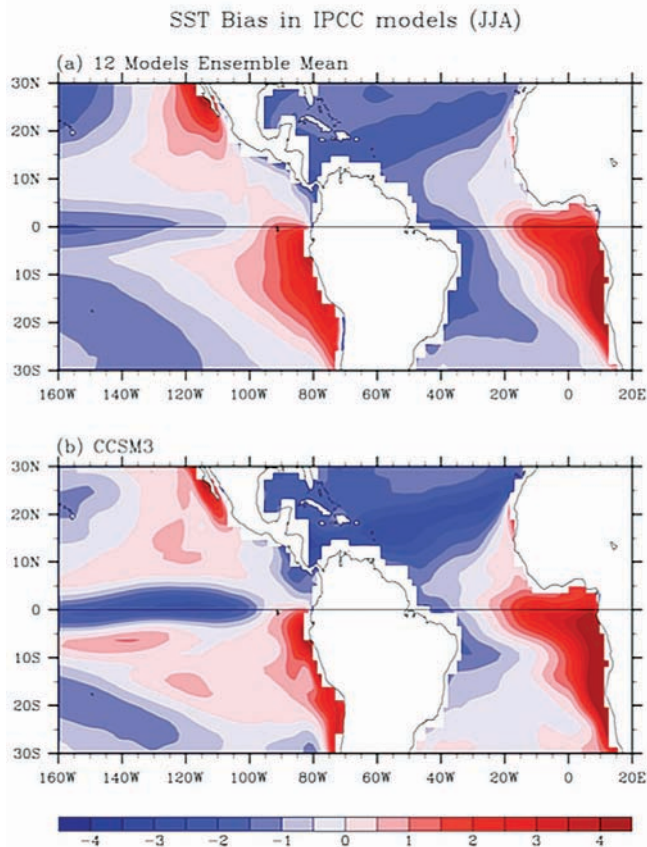 SST Bias in IPCC models (JJA)
(a) 12 Models Ensemble Mean
30N
20N
10N
0
10S
20S
30S
160W 140W 120W 100W 80W 60W 40W 20W 0 20E
(b) CCSM3
30N
20N
10N
0
10S
20S
30S
160W 140W 120W 100W 80W 60W 40W 20W 0 20E
-4 -3 -2 -1 0 1 2 3 4